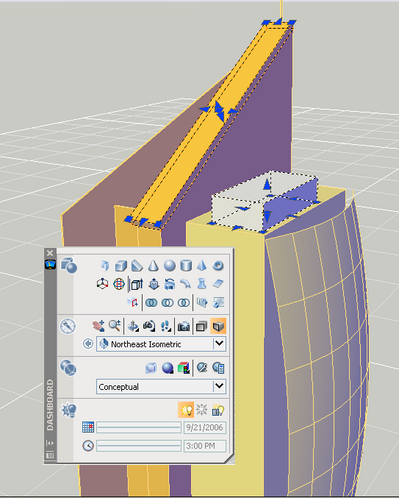 Northeast Isometric
Conceptual
9/21/2006
3:00 PM
DASHBOARD